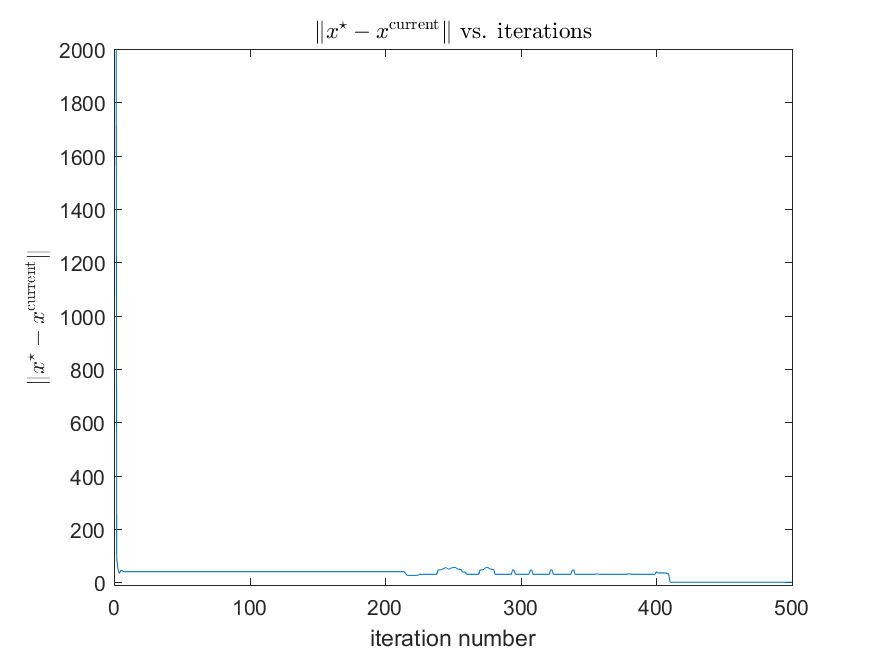 ‖x⋆ − x^current‖ vs. iterations
2000
1800
1600
1400
1200
1000
800
600
400
200
0
‖x⋆ − x^current‖
0 100 200 300 400 500
iteration number